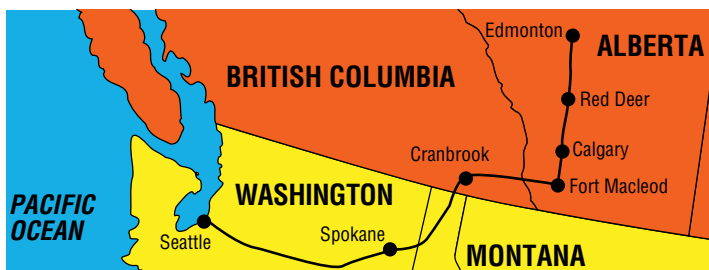 Edmonton
ALBERTA
BRITISH COLUMBIA
Red Deer
Calgary
Cranbrook
Fort Macleod
WASHINGTON
PACIFIC
OCEAN
Seattle
Spokane
MONTANA